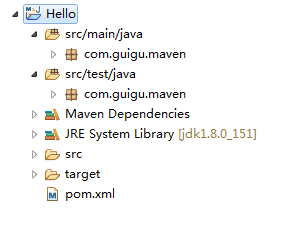 Hello
src/main/java
com.guigu.maven
src/test/java
com.guigu.maven
Maven Dependencies
JRE System Library [jdk1.8.0_151]
src
target
pom.xml